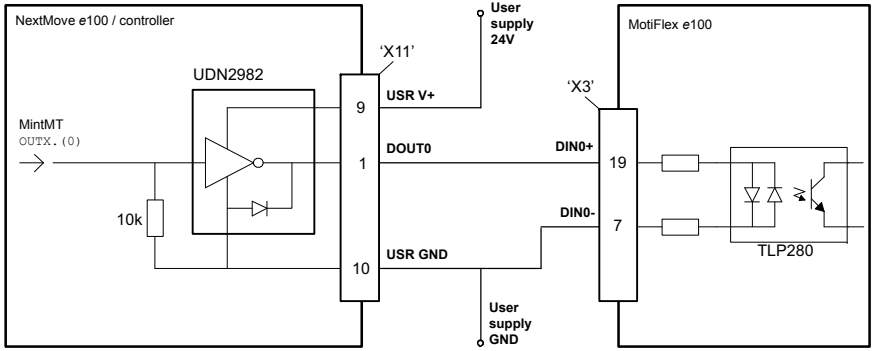 NextMove e100 / controller
User
supply
24V
MotiFlex e100
'X11'
UDN2982
'X3'
9
USR V+
MintMT
OUTX.(0)
1
DOUT0
DIN0+
19
10k
DIN0-
7
TLP280
10
USR GND
User
supply
GND